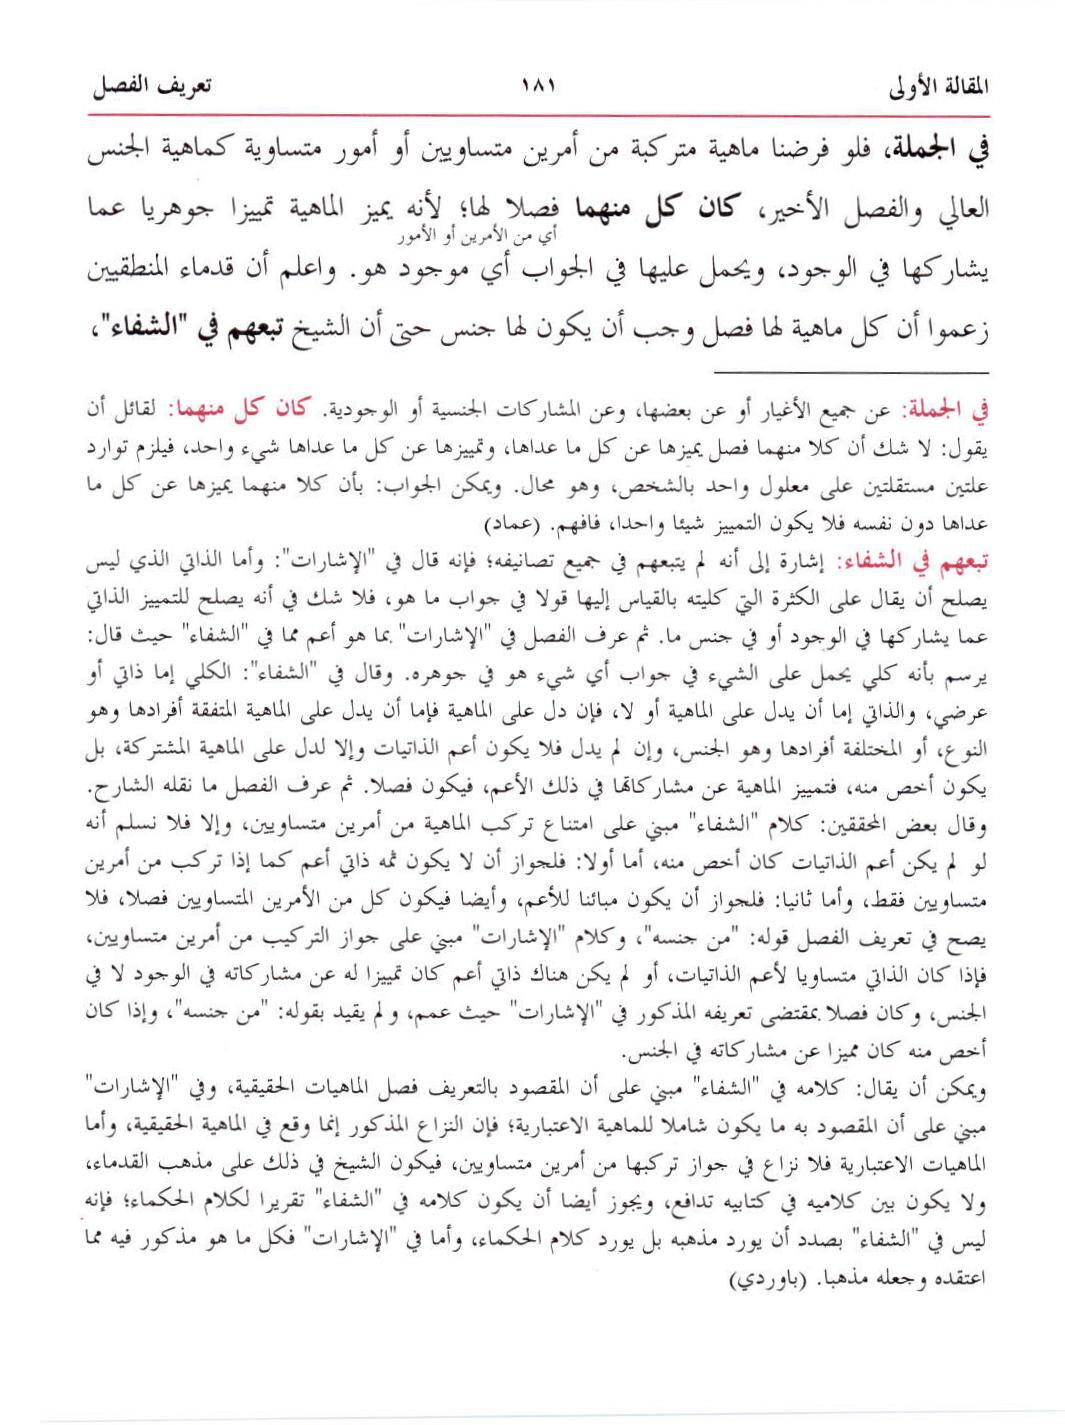 المقالة الأولى ١٨١ تعريف الفصل
في الجملة، فلو فرضنا ماهية متركبة من أمرين متساويين أو أمور متساوية كماهية الجنس
العالي والفصل الأخير، كان كل منهما فصلا لها؛ لأنه يميز الماهية تمييزا جوهريا عما
أي من الأمرين أو الأمور
يشاركها في الوجود، ويحمل عليها في الجواب أي موجود هو. واعلم أن قدماء المنطقيين
زعموا أن كل ماهية لها فصل وجب أن يكون لها جنس حتى أن الشيخ تبعهم في "الشفاء"،
في الجملة: عن جميع الأغيار أو عن بعضها، وعن المشاركات الجنسية أو الوجودية. كان كل منهما: لقائل أن
يقول: لا شك أن كلا منهما فصل يميزها عن كل ما عداها، وتمييزها عن كل ما عداها شيء واحد، فيلزم توارد
علتين مستقلتين على معلول واحد بالشخص، وهو محال. ويمكن الجواب: بأن كلا منهما يميزها عن كل ما
عداها دون نفسه فلا يكون التمييز شيئا واحدا، فافهم. (عماد)
تبعهم في الشفاء: إشارة إلى أنه لم يتبعهم في جميع تصانيفه؛ فإنه قال في "الإشارات": وأما الذاتي الذي ليس
يصلح أن يقال على الكثرة التي كليته بالقياس إليها قولا في جواب ما هو، فلا شك في أنه يصلح للتمييز الذاتي
عما يشاركها في الوجود أو في جنس ما. ثم عرف الفصل في "الإشارات" بما هو أعم مما في "الشفاء" حيث قال:
يرسم بأنه كلي يحمل على الشيء في جواب أي شيء هو في جوهره. وقال في "الشفاء": الكلي إما ذاتي أو
عرضي، والذاتي إما أن يدل على الماهية أو لا، فإن دل على الماهية فإما أن يدل على الماهية المتفقة أفرادها وهو
النوع، أو المختلفة أفرادها وهو الجنس، وإن لم يدل فلا يكون أعم الذاتيات وإلا لدل على الماهية المشتركة، بل
يكون أخص منه، فتمييز الماهية عن مشاركاتها في ذلك الأعم، فيكون فصلا. ثم عرف الفصل ما نقله الشارح.
وقال بعض المحققين: كلام "الشفاء" مبني على امتناع تركب الماهية من أمرين متساويين، وإلا فلا نسلم أنه
لو لم يكن أعم الذاتيات كان أخص منه، أما أولا: فلجواز أن لا يكون ثمه ذاتي أعم كما إذا تركب من أمرين
متساويين فقط، وأما ثانيا: فلجواز أن يكون مبائنا للأعم، وأيضا فيكون كل من الأمرين المتساويين فصلا، فلا
يصح في تعريف الفصل قوله: "من جنسه"، وكلام "الإشارات" مبني على جواز التركيب من أمرين متساويين،
فإذا كان الذاتي متساويا لأعم الذاتيات، أو لم يكن هناك ذاتي أعم كان تمييزا له عن مشاركاته في الوجود لا في
الجنس، وكان فصلا بمقتضى تعريفه المذكور في "الإشارات" حيث عمم، ولم يقيد بقوله: "من جنسه"، وإذا كان
أخص منه كان مميزا عن مشاركاته في الجنس.
ويمكن أن يقال: كلامه في "الشفاء" مبني على أن المقصود بالتعريف فصل الماهيات الحقيقية، وفي "الإشارات"
مبني على أن المقصود به ما يكون شاملا للماهية الاعتبارية؛ فإن النزاع المذكور إنما وقع في الماهية الحقيقية، وأما
الماهيات الاعتبارية فلا نزاع في جواز تركبها من أمرين متساويين، فيكون الشيخ في ذلك على مذهب القدماء،
ولا يكون بين كلاميه في كتابيه تدافع، ويجوز أيضا أن يكون كلامه في "الشفاء" تقريرا لكلام الحكماء؛ فإنه
ليس في "الشفاء" بصدد أن يورد مذهبه بل يورد كلام الحكماء، وأما في "الإشارات" فكل ما هو مذكور فيه مما
اعتقده وجعله مذهبا. (باوردي)